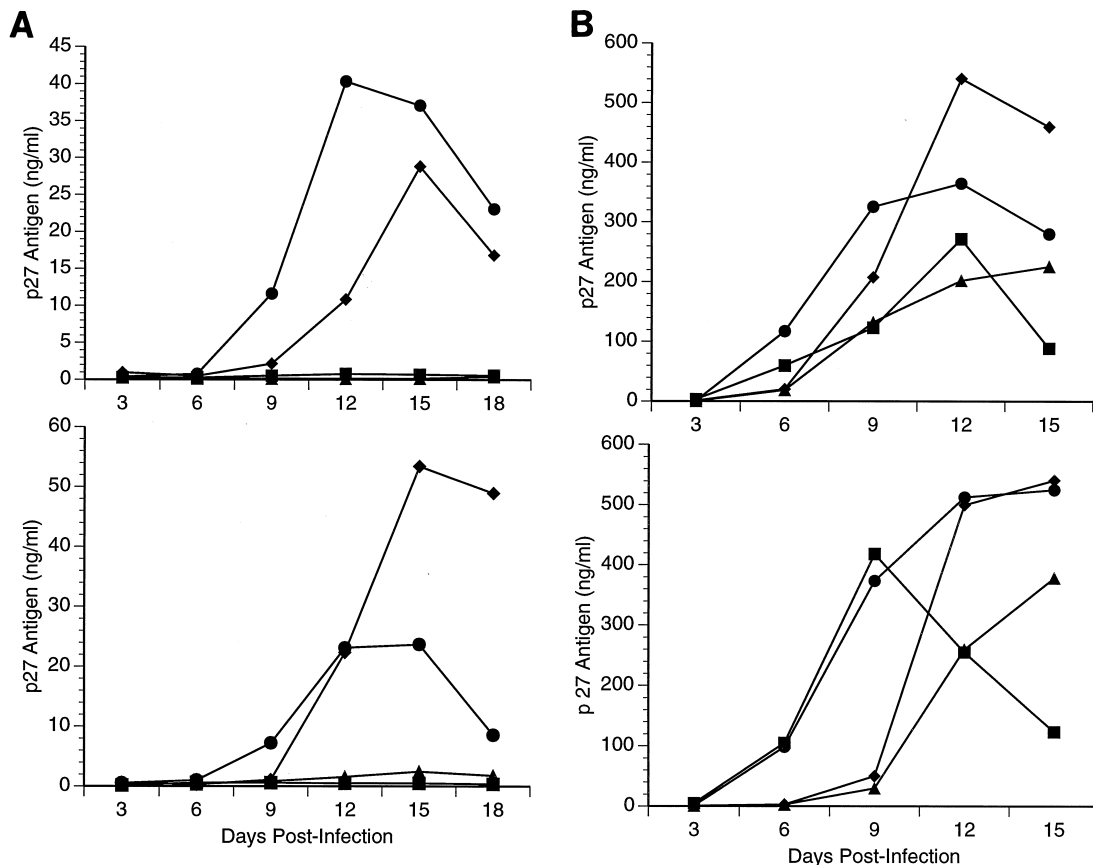 A
p27 Antigen (ng/ml)
45
40
35
30
25
20
15
10
5
0
3 6 9 12 15 18
p27 Antigen (ng/ml)
60
50
40
30
20
10
0
3 6 9 12 15 18
Days Post-Infection
B
p27 Antigen (ng/ml)
600
500
400
300
200
100
0
3 6 9 12 15
p 27 Antigen (ng/ml)
600
500
400
300
200
100
0
3 6 9 12 15
Days Post-Infection